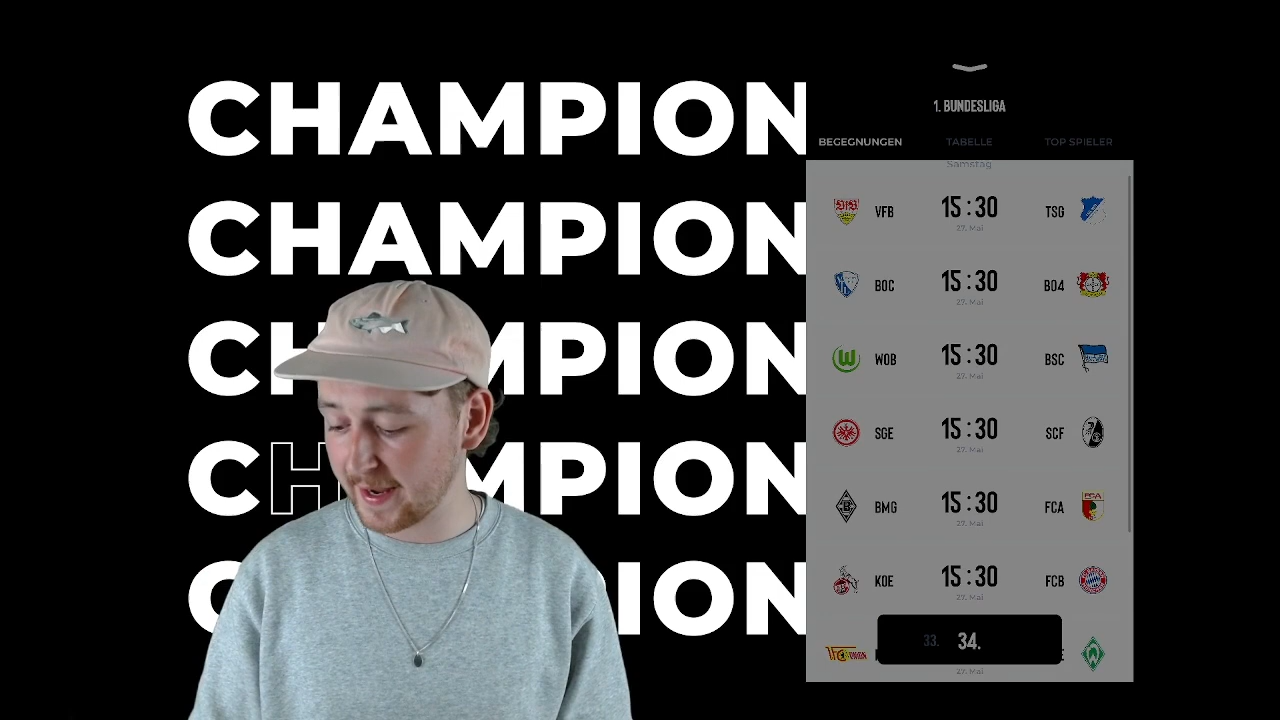 CHAMPION
CHAMPION
CHAMPION
CHAMPION
CHAMPION
1. BUNDESLIGA
BEGEGNUNGEN TABELLE TOP SPIELER
Samstag
VFB 15:30 TSG
27. Mai
BOC 15:30 B04
27. Mai
WOB 15:30 BSC
27. Mai
SGE 15:30 SCF
27. Mai
BMG 15:30 FCA
27. Mai
KOE 15:30 FCB
27. Mai
33. 34.
27. Mai